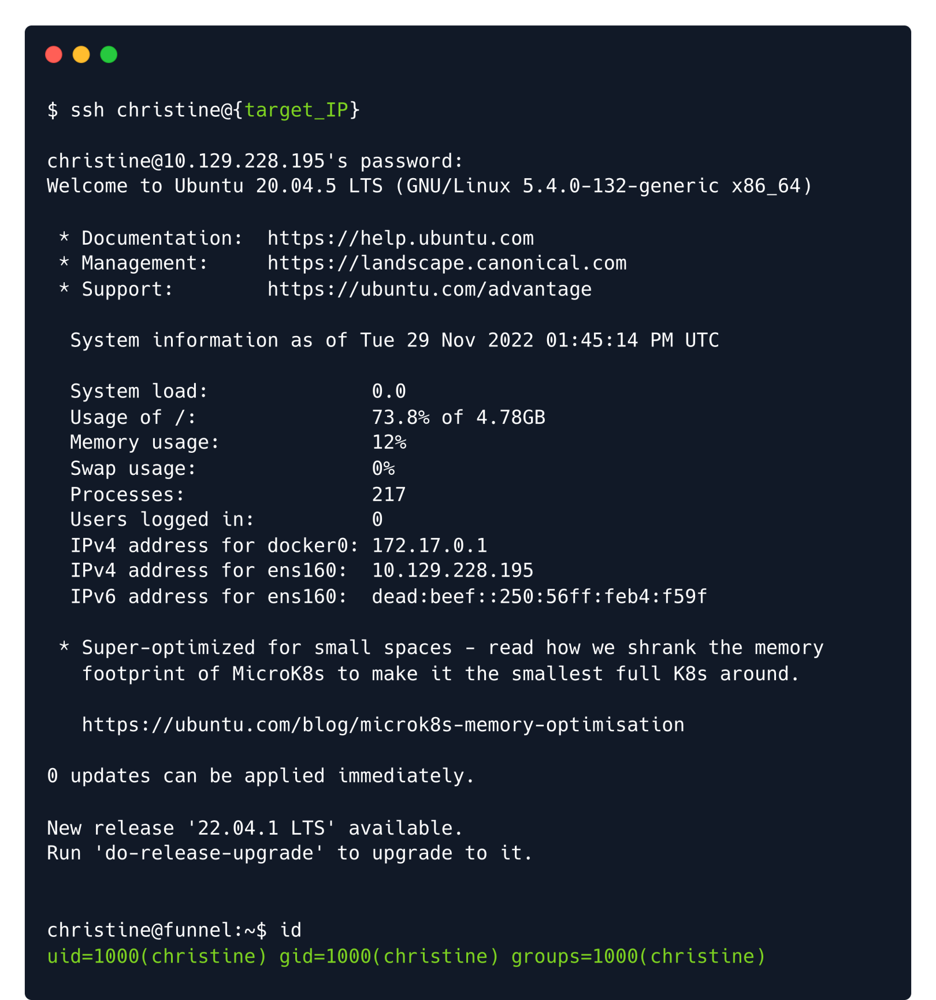 $ ssh christine@{target_IP}
christine@10.129.228.195's password:
Welcome to Ubuntu 20.04.5 LTS (GNU/Linux 5.4.0-132-generic x86_64)
* Documentation:  https://help.ubuntu.com
* Management:     https://landscape.canonical.com
* Support:        https://ubuntu.com/advantage
System information as of Tue 29 Nov 2022 01:45:14 PM UTC
System load:              0.0
Usage of /:               73.8% of 4.78GB
Memory usage:             12%
Swap usage:               0%
Processes:                217
Users logged in:          0
IPv4 address for docker0: 172.17.0.1
IPv4 address for ens160:  10.129.228.195
IPv6 address for ens160:  dead:beef::250:56ff:feb4:f59f
* Super-optimized for small spaces - read how we shrank the memory
footprint of MicroK8s to make it the smallest full K8s around.
https://ubuntu.com/blog/microk8s-memory-optimisation
0 updates can be applied immediately.
New release '22.04.1 LTS' available.
Run 'do-release-upgrade' to upgrade to it.
christine@funnel:~$ id
uid=1000(christine) gid=1000(christine) groups=1000(christine)